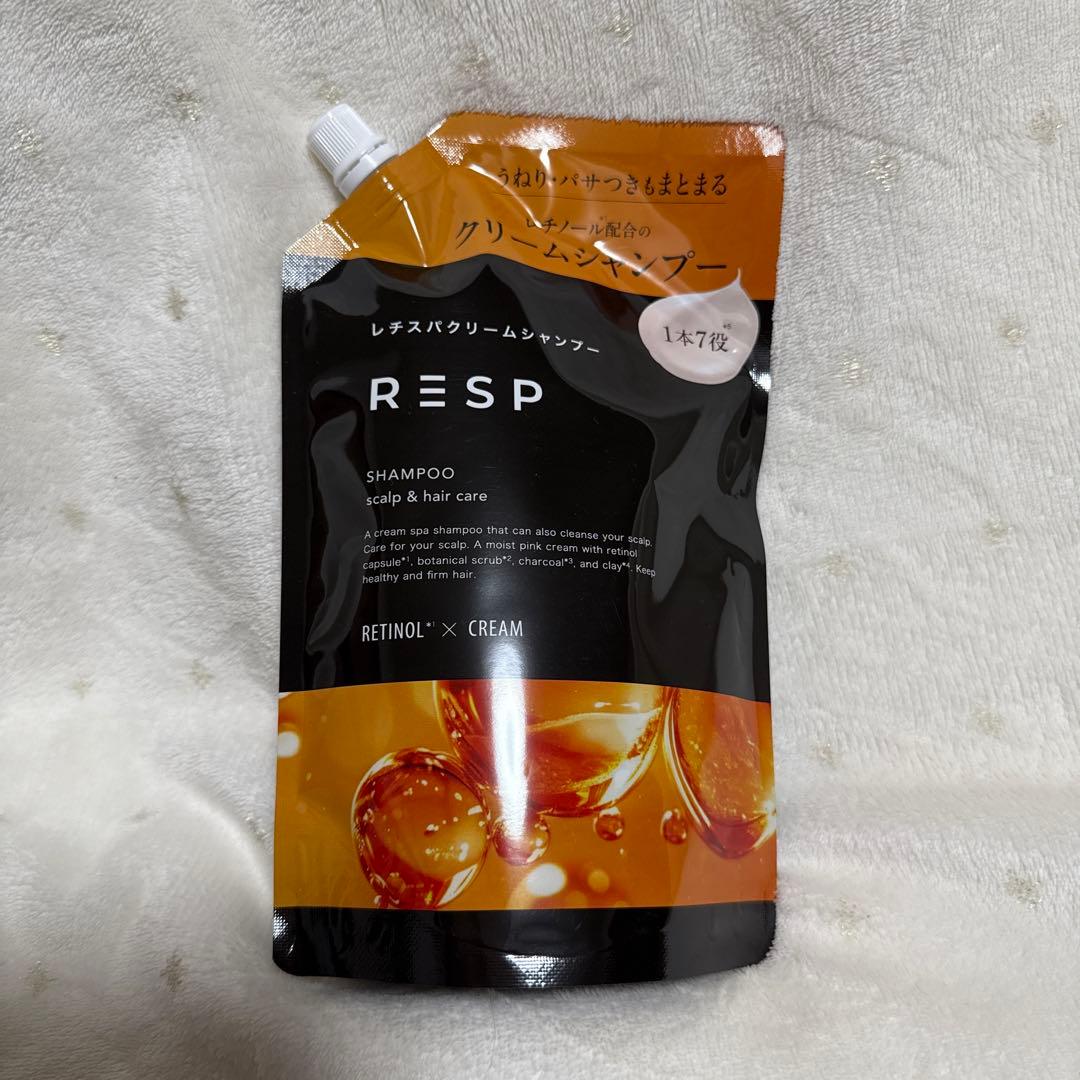 うねり・パサつきもまとまる
レチノール*¹配合の
クリームシャンプー
1本7役*⁵
レチスパクリームシャンプー
RESP
SHAMPOO
scalp & hair care
A cream spa shampoo that can also cleanse your scalp.
Care for your scalp. A moist pink cream with retinol
capsule*¹, botanical scrub*², charcoal*³, and clay*⁴. Keep
healthy and firm hair.
RETINOL*¹ × CREAM